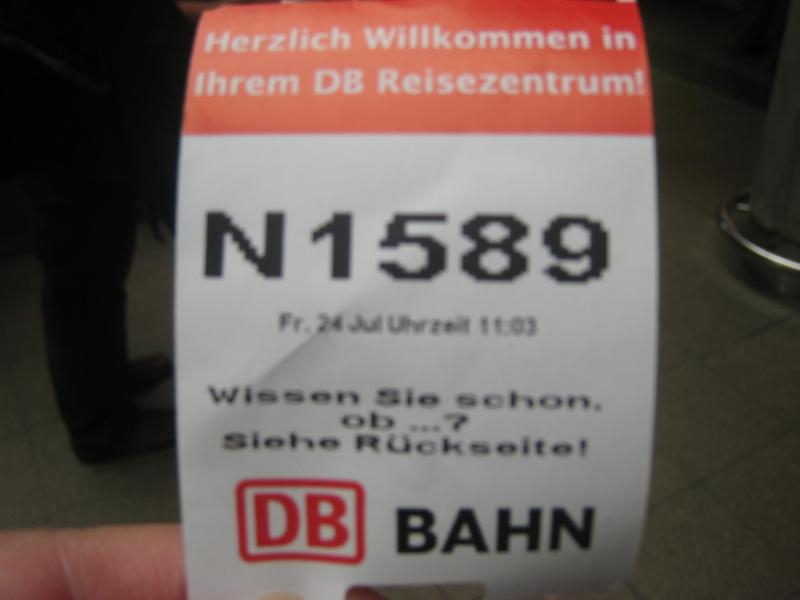 Herzlich Willkommen in
Ihrem DB Reisezentrum!
N1589
Fr. 24 Jul Uhrzeit 11:03
Wissen Sie schon,
ob ...?
Siehe Rückseite!
DB BAHN